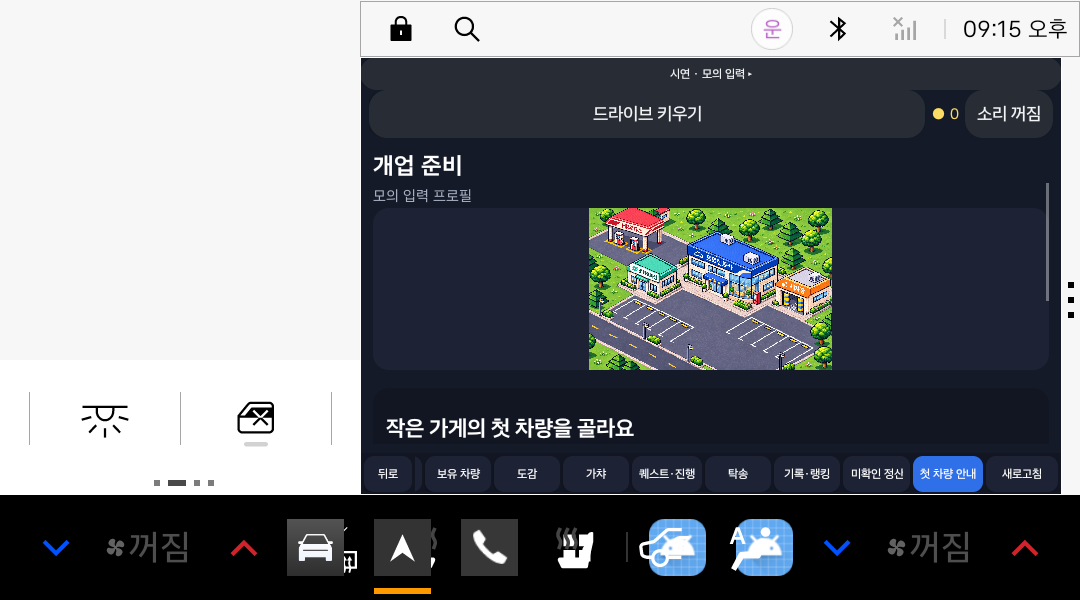 운
09:15 오후
시연 · 모의 입력 ▸
드라이브 키우기
0
소리 꺼짐
개업 준비
모의 입력 프로필
작은 가게의 첫 차량을 골라요
뒤로
보유 차량
도감
가챠
퀘스트·진행
탁송
기록·랭킹
미확인 정산
첫 차량 안내
새로고침
꺼짐
A
꺼짐